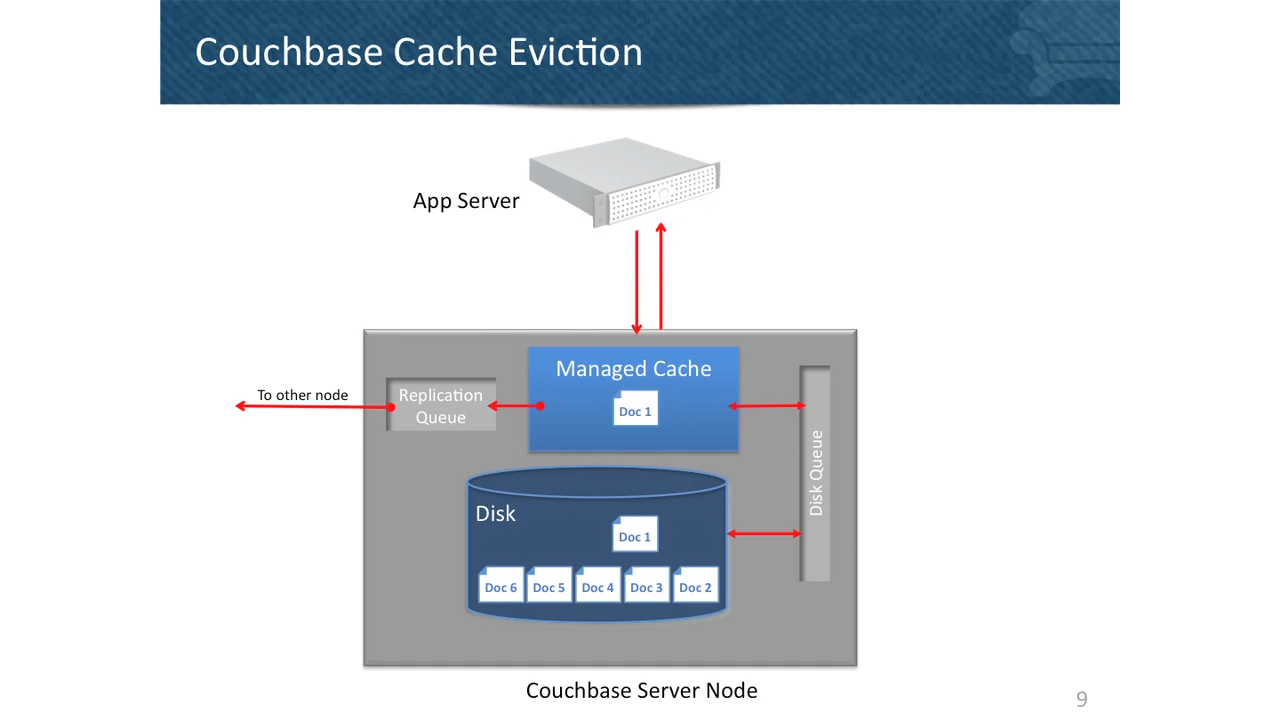 Couchbase Cache Eviction
App Server
Managed Cache
Doc 1
To other node
Replication
Queue
Disk Queue
Disk
Doc 1
Doc 6
Doc 5
Doc 4
Doc 3
Doc 2
Couchbase Server Node
9